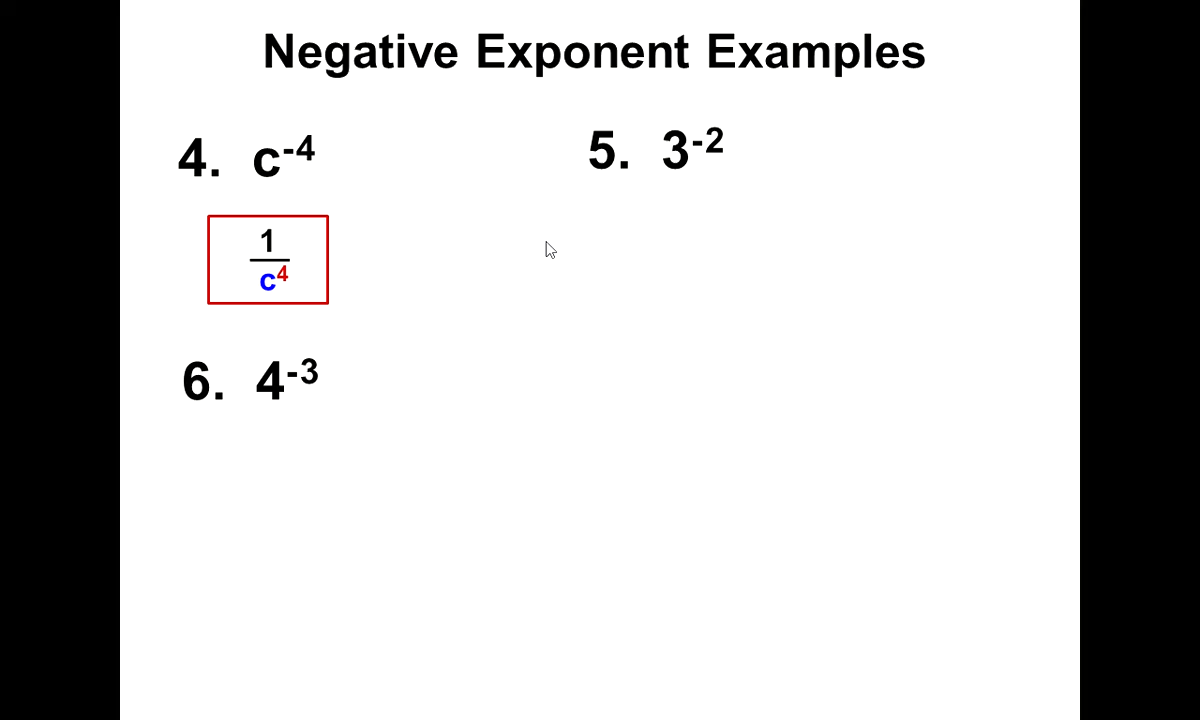 Negative Exponent Examples
4. c⁻⁴
5. 3⁻²
1
c⁴
6. 4⁻³